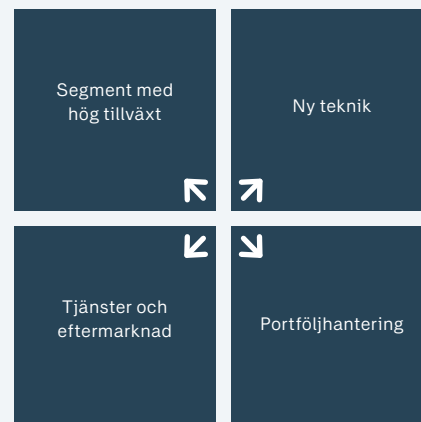 Segment med
hög tillväxt
Ny teknik
Tjänster och
eftermarknad
Portföljhantering